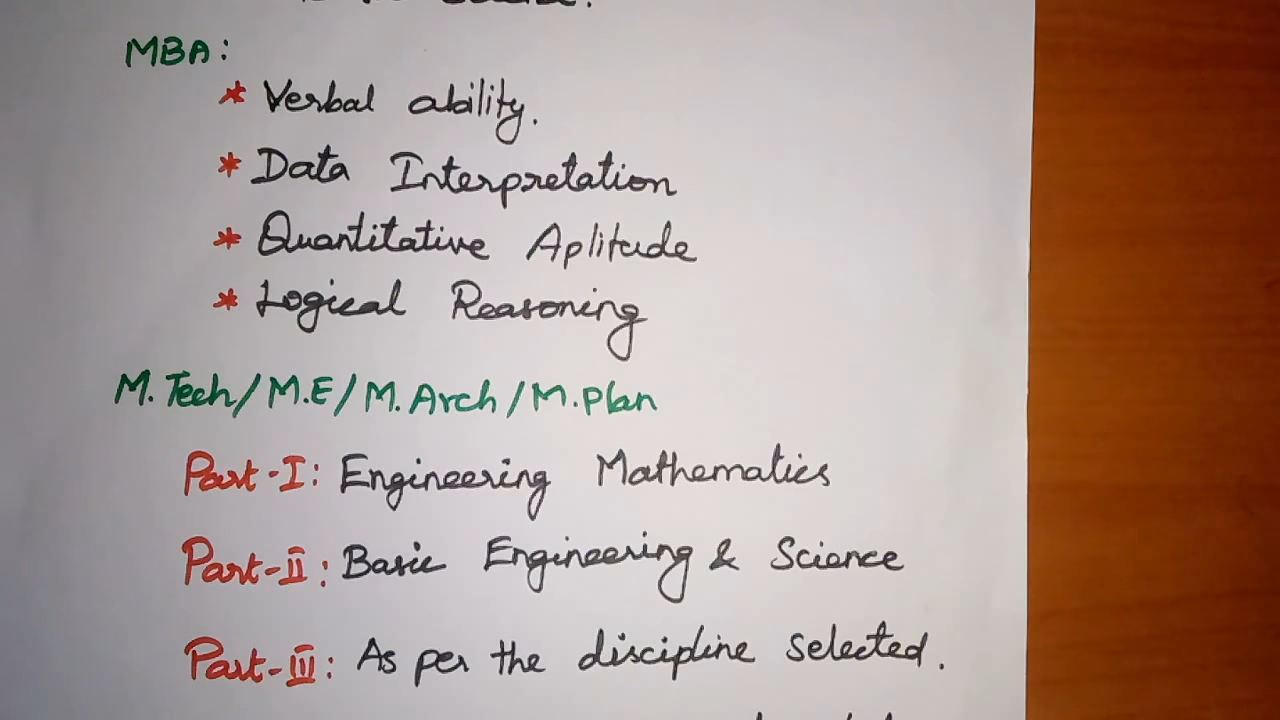 MBA:
* Verbal ability.
* Data Interpretation
* Quantitative Aplitude
* Logical Reasoning
M.Tech/M.E/M.Arch/M.Plan
Part-I: Engineering Mathematics
Part-II: Basic Engineering & Science
Part-III: As per the discipline selected.